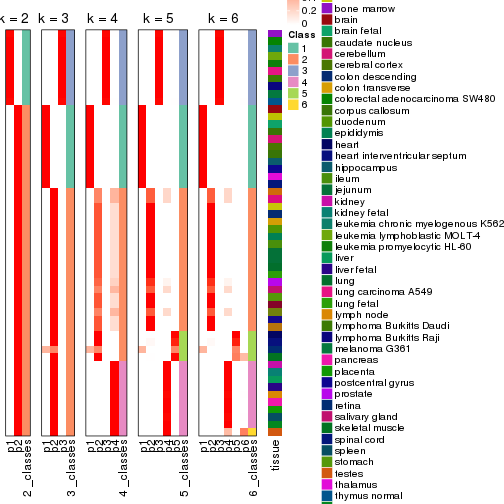 k = 2
k = 3
k = 4
k = 5
k = 6
0.2
0
Class
1
2
3
4
5
6
bone marrow
brain
brain fetal
caudate nucleus
cerebellum
cerebral cortex
colon descending
colon transverse
colorectal adenocarcinoma SW480
corpus callosum
duodenum
epididymis
heart
heart interventricular septum
hippocampus
ileum
jejunum
kidney
kidney fetal
leukemia chronic myelogenous K562
leukemia lymphoblastic MOLT-4
leukemia promyelocytic HL-60
liver
liver fetal
lung
lung carcinoma A549
lung fetal
lymph node
lymphoma Burkitts Daudi
lymphoma Burkitts Raji
melanoma G361
pancreas
placenta
postcentral gyrus
prostate
retina
salivary gland
skeletal muscle
spinal cord
spleen
stomach
testes
thalamus
thymus normal
p1
p2
2_classes
p1
p2
p3
3_classes
p1
p2
p3
p4
4_classes
p1
p2
p3
p4
p5
5_classes
p1
p2
p3
p4
p5
p6
6_classes
tissue